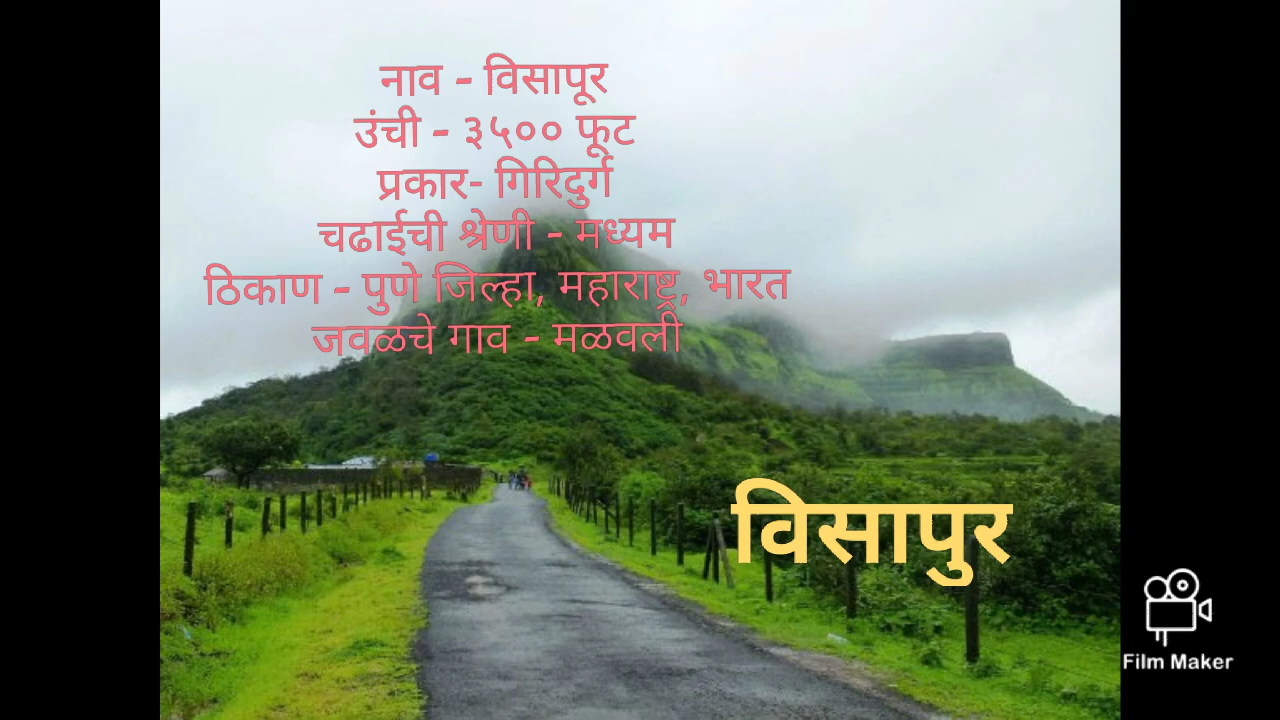 नाव - विसापूर
उंची - ३५०० फूट
प्रकार- गिरिदुर्ग
चढाईची श्रेणी - मध्यम
ठिकाण - पुणे जिल्हा, महाराष्ट्र, भारत
जवळचे गाव - मळवली
विसापुर
Film Maker